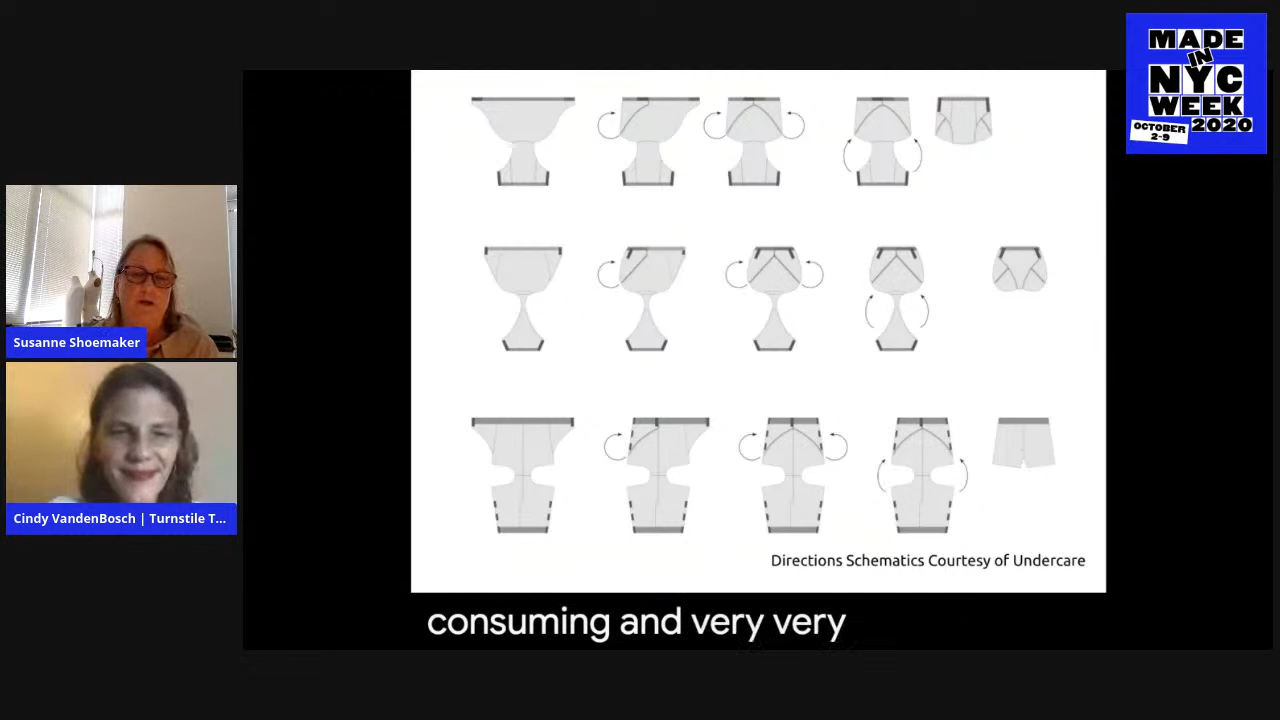 MADE
IN
NYC
WEEK
OCTOBER
2-9
2020
Susanne Shoemaker
Cindy VandenBosch | Turnstile T...
Directions Schematics Courtesy of Undercare
consuming and very very